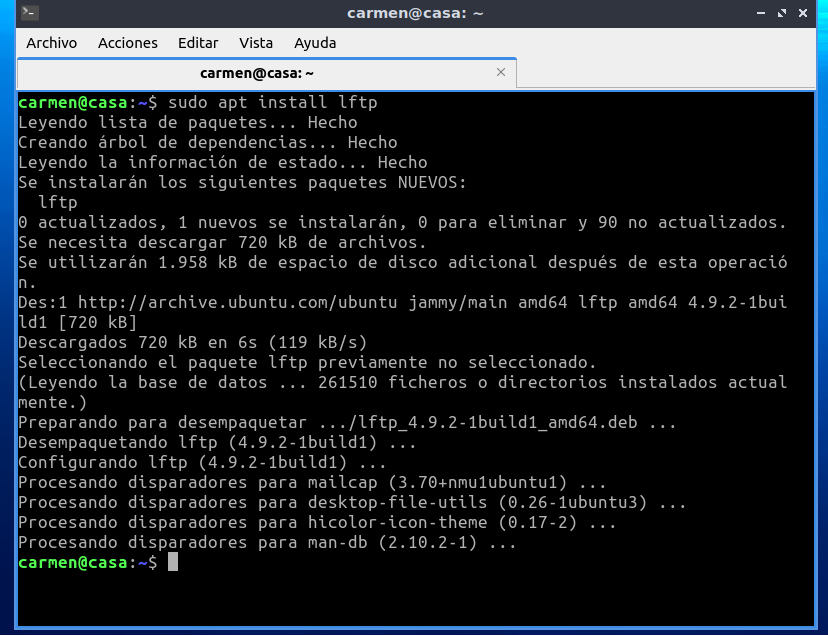 carmen@casa: ~
Archivo Acciones Editar Vista Ayuda
carmen@casa: ~
carmen@casa:~$ sudo apt install lftp
Leyendo lista de paquetes... Hecho
Creando árbol de dependencias... Hecho
Leyendo la información de estado... Hecho
Se instalarán los siguientes paquetes NUEVOS:
  lftp
0 actualizados, 1 nuevos se instalarán, 0 para eliminar y 90 no actualizados.
Se necesita descargar 720 kB de archivos.
Se utilizarán 1.958 kB de espacio de disco adicional después de esta operació
n.
Des:1 http://archive.ubuntu.com/ubuntu jammy/main amd64 lftp amd64 4.9.2-1bui
ld1 [720 kB]
Descargados 720 kB en 6s (119 kB/s)
Seleccionando el paquete lftp previamente no seleccionado.
(Leyendo la base de datos ... 261510 ficheros o directorios instalados actual
mente.)
Preparando para desempaquetar .../lftp_4.9.2-1build1_amd64.deb ...
Desempaquetando lftp (4.9.2-1build1) ...
Configurando lftp (4.9.2-1build1) ...
Procesando disparadores para mailcap (3.70+nmu1ubuntu1) ...
Procesando disparadores para desktop-file-utils (0.26-1ubuntu3) ...
Procesando disparadores para hicolor-icon-theme (0.17-2) ...
Procesando disparadores para man-db (2.10.2-1) ...
carmen@casa:~$